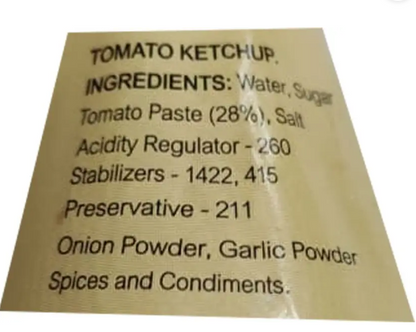 TOMATO KETCHUP.
INGREDIENTS: Water, Sugar
Tomato Paste (28%), Salt
Acidity Regulator - 260
Stabilizers - 1422, 415
Preservative - 211
Onion Powder, Garlic Powder
Spices and Condiments.